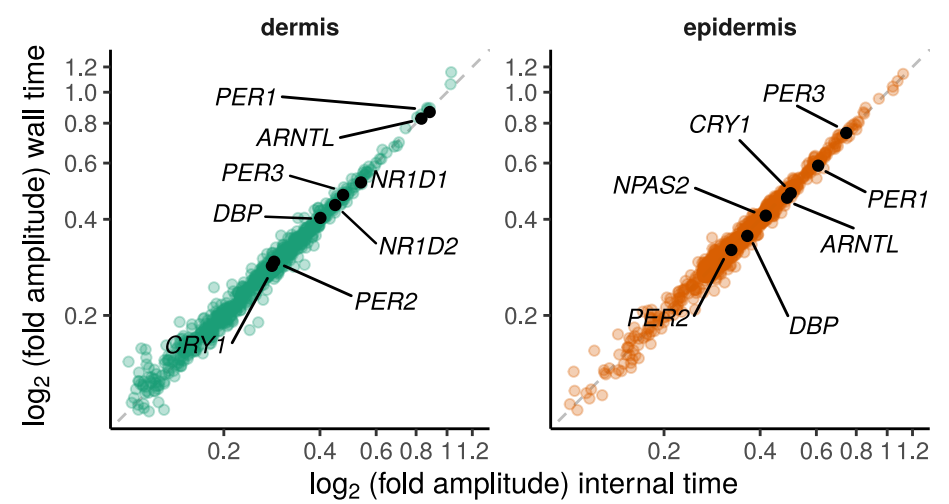 dermis
epidermis
log2 (fold amplitude) wall time
1.2
1.0
0.8
0.6
0.4
0.2
PER1
ARNTL
PER3
NR1D1
DBP
NR1D2
PER2
CRY1
0.2
0.4
0.6
0.8
1
1.2
1.2
1.0
0.8
0.6
0.4
0.2
PER3
CRY1
NPAS2
PER1
ARNTL
PER2
DBP
0.2
0.4
0.6
0.8
1
1.2
log2 (fold amplitude) internal time